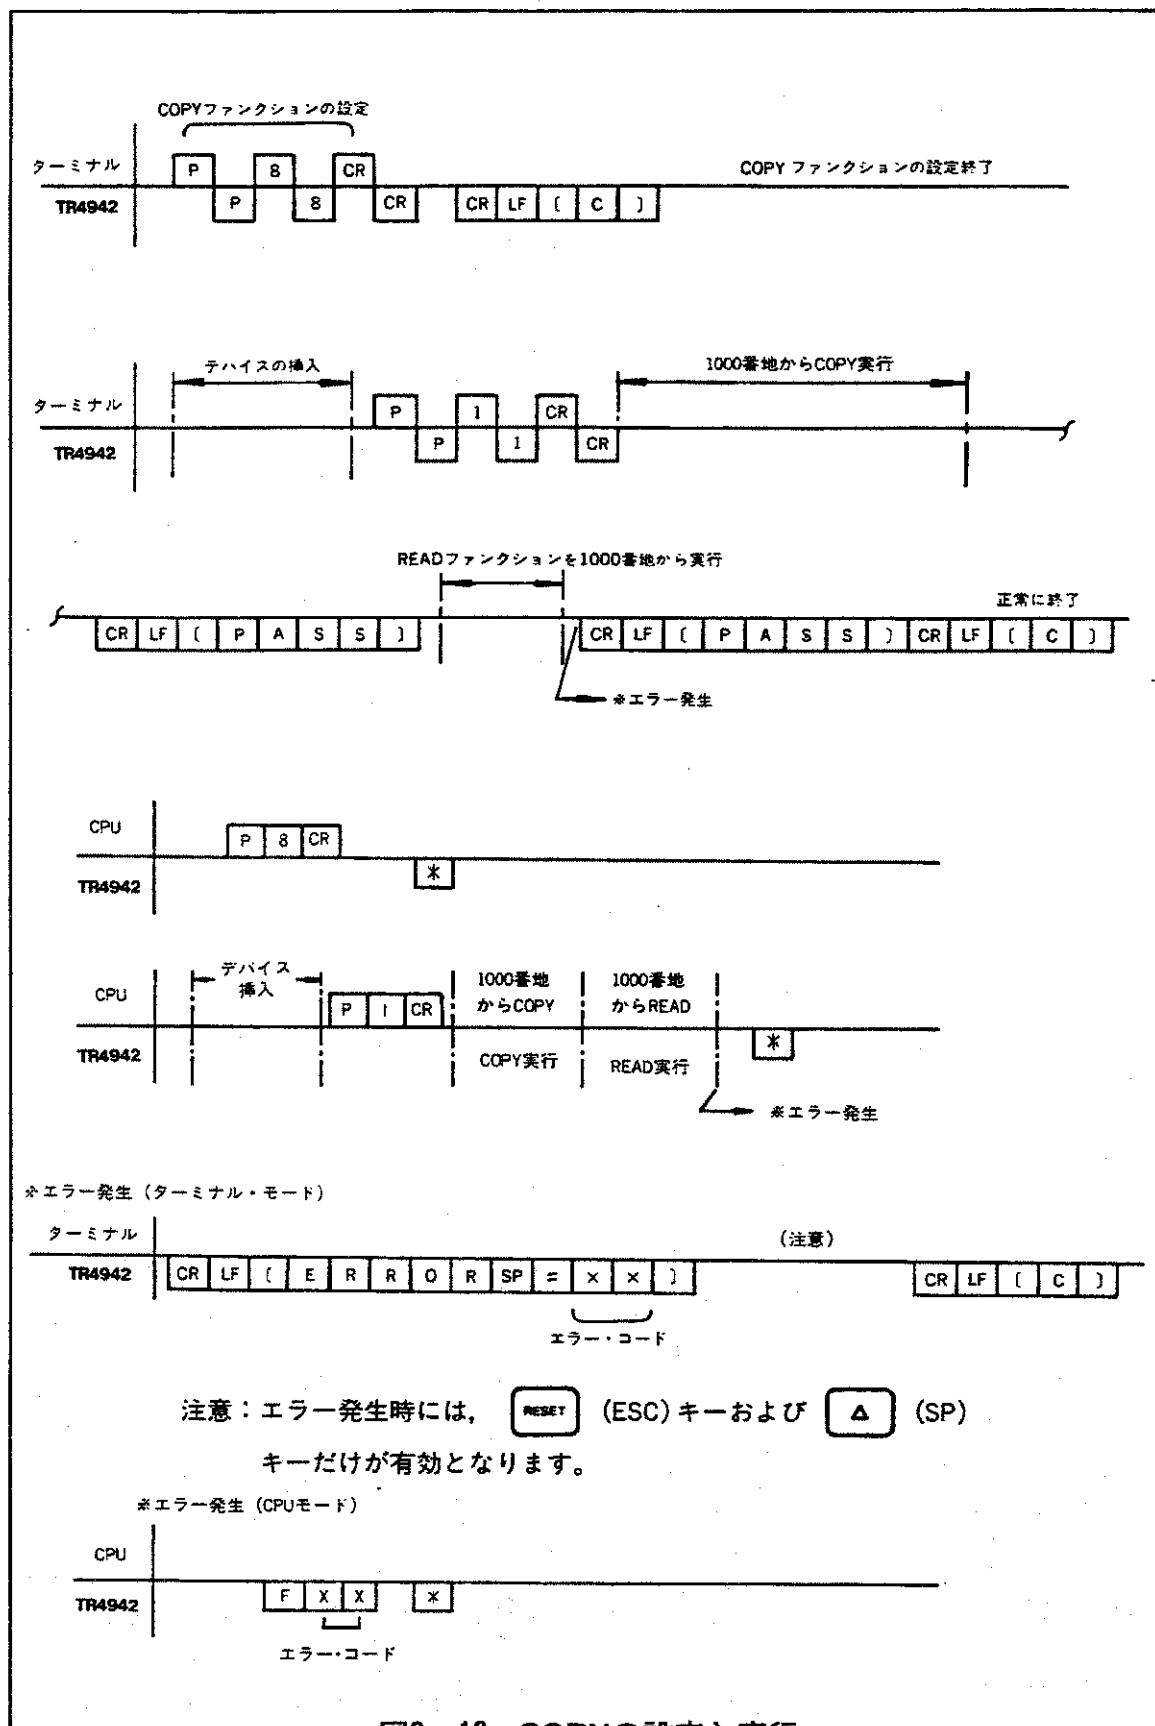 COPYファンクションの設定
ターミナル P 8 CR COPY ファンクションの設定終了
TR4942 P 8 CR CR LF [ C ]
デバイスの挿入 1000番地からCOPY実行
ターミナル P 1 CR
TR4942 P 1 CR
READファンクションを1000番地から実行
正常に終了
CR LF [ P A S S ] CR LF [ P A S S ] CR LF [ C ]
※エラー発生
CPU P 8 CR
TR4942 *
デバイス 1000番地 1000番地
挿入 からCOPY からREAD
CPU P 1 CR
TR4942 COPY実行 READ実行 *
※エラー発生
※エラー発生 (ターミナル・モード)
ターミナル (注意)
TR4942 CR LF [ E R R O R SP = × × ] CR LF [ C ]
エラー・コード
注意:エラー発生時には, RESET (ESC) キーおよび △ (SP)
キーだけが有効となります。
※エラー発生 (CPUモード)
CPU
TR4942 F X X *
エラー・コード
COPYの設定と実行